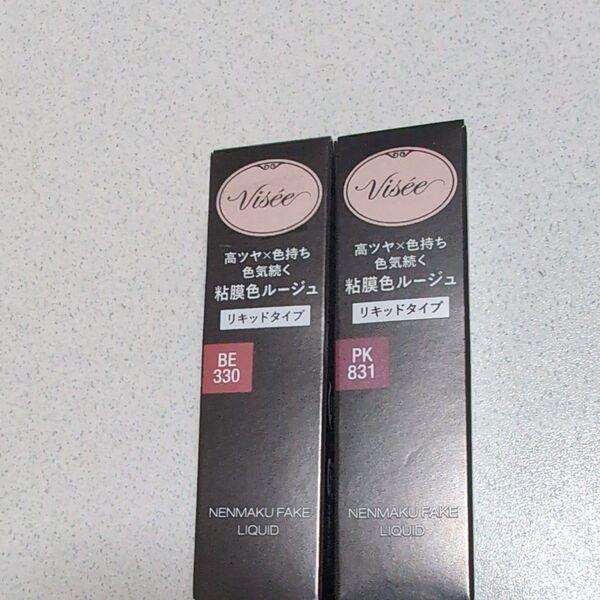 Visée
高ツヤ×色持ち
色気続く
粘膜色ルージュ
リキッドタイプ
BE
330
NENMAKU FAKE
LIQUID
Visée
高ツヤ×色持ち
色気続く
粘膜色ルージュ
リキッドタイプ
PK
831
NENMAKU FAKE
LIQUID